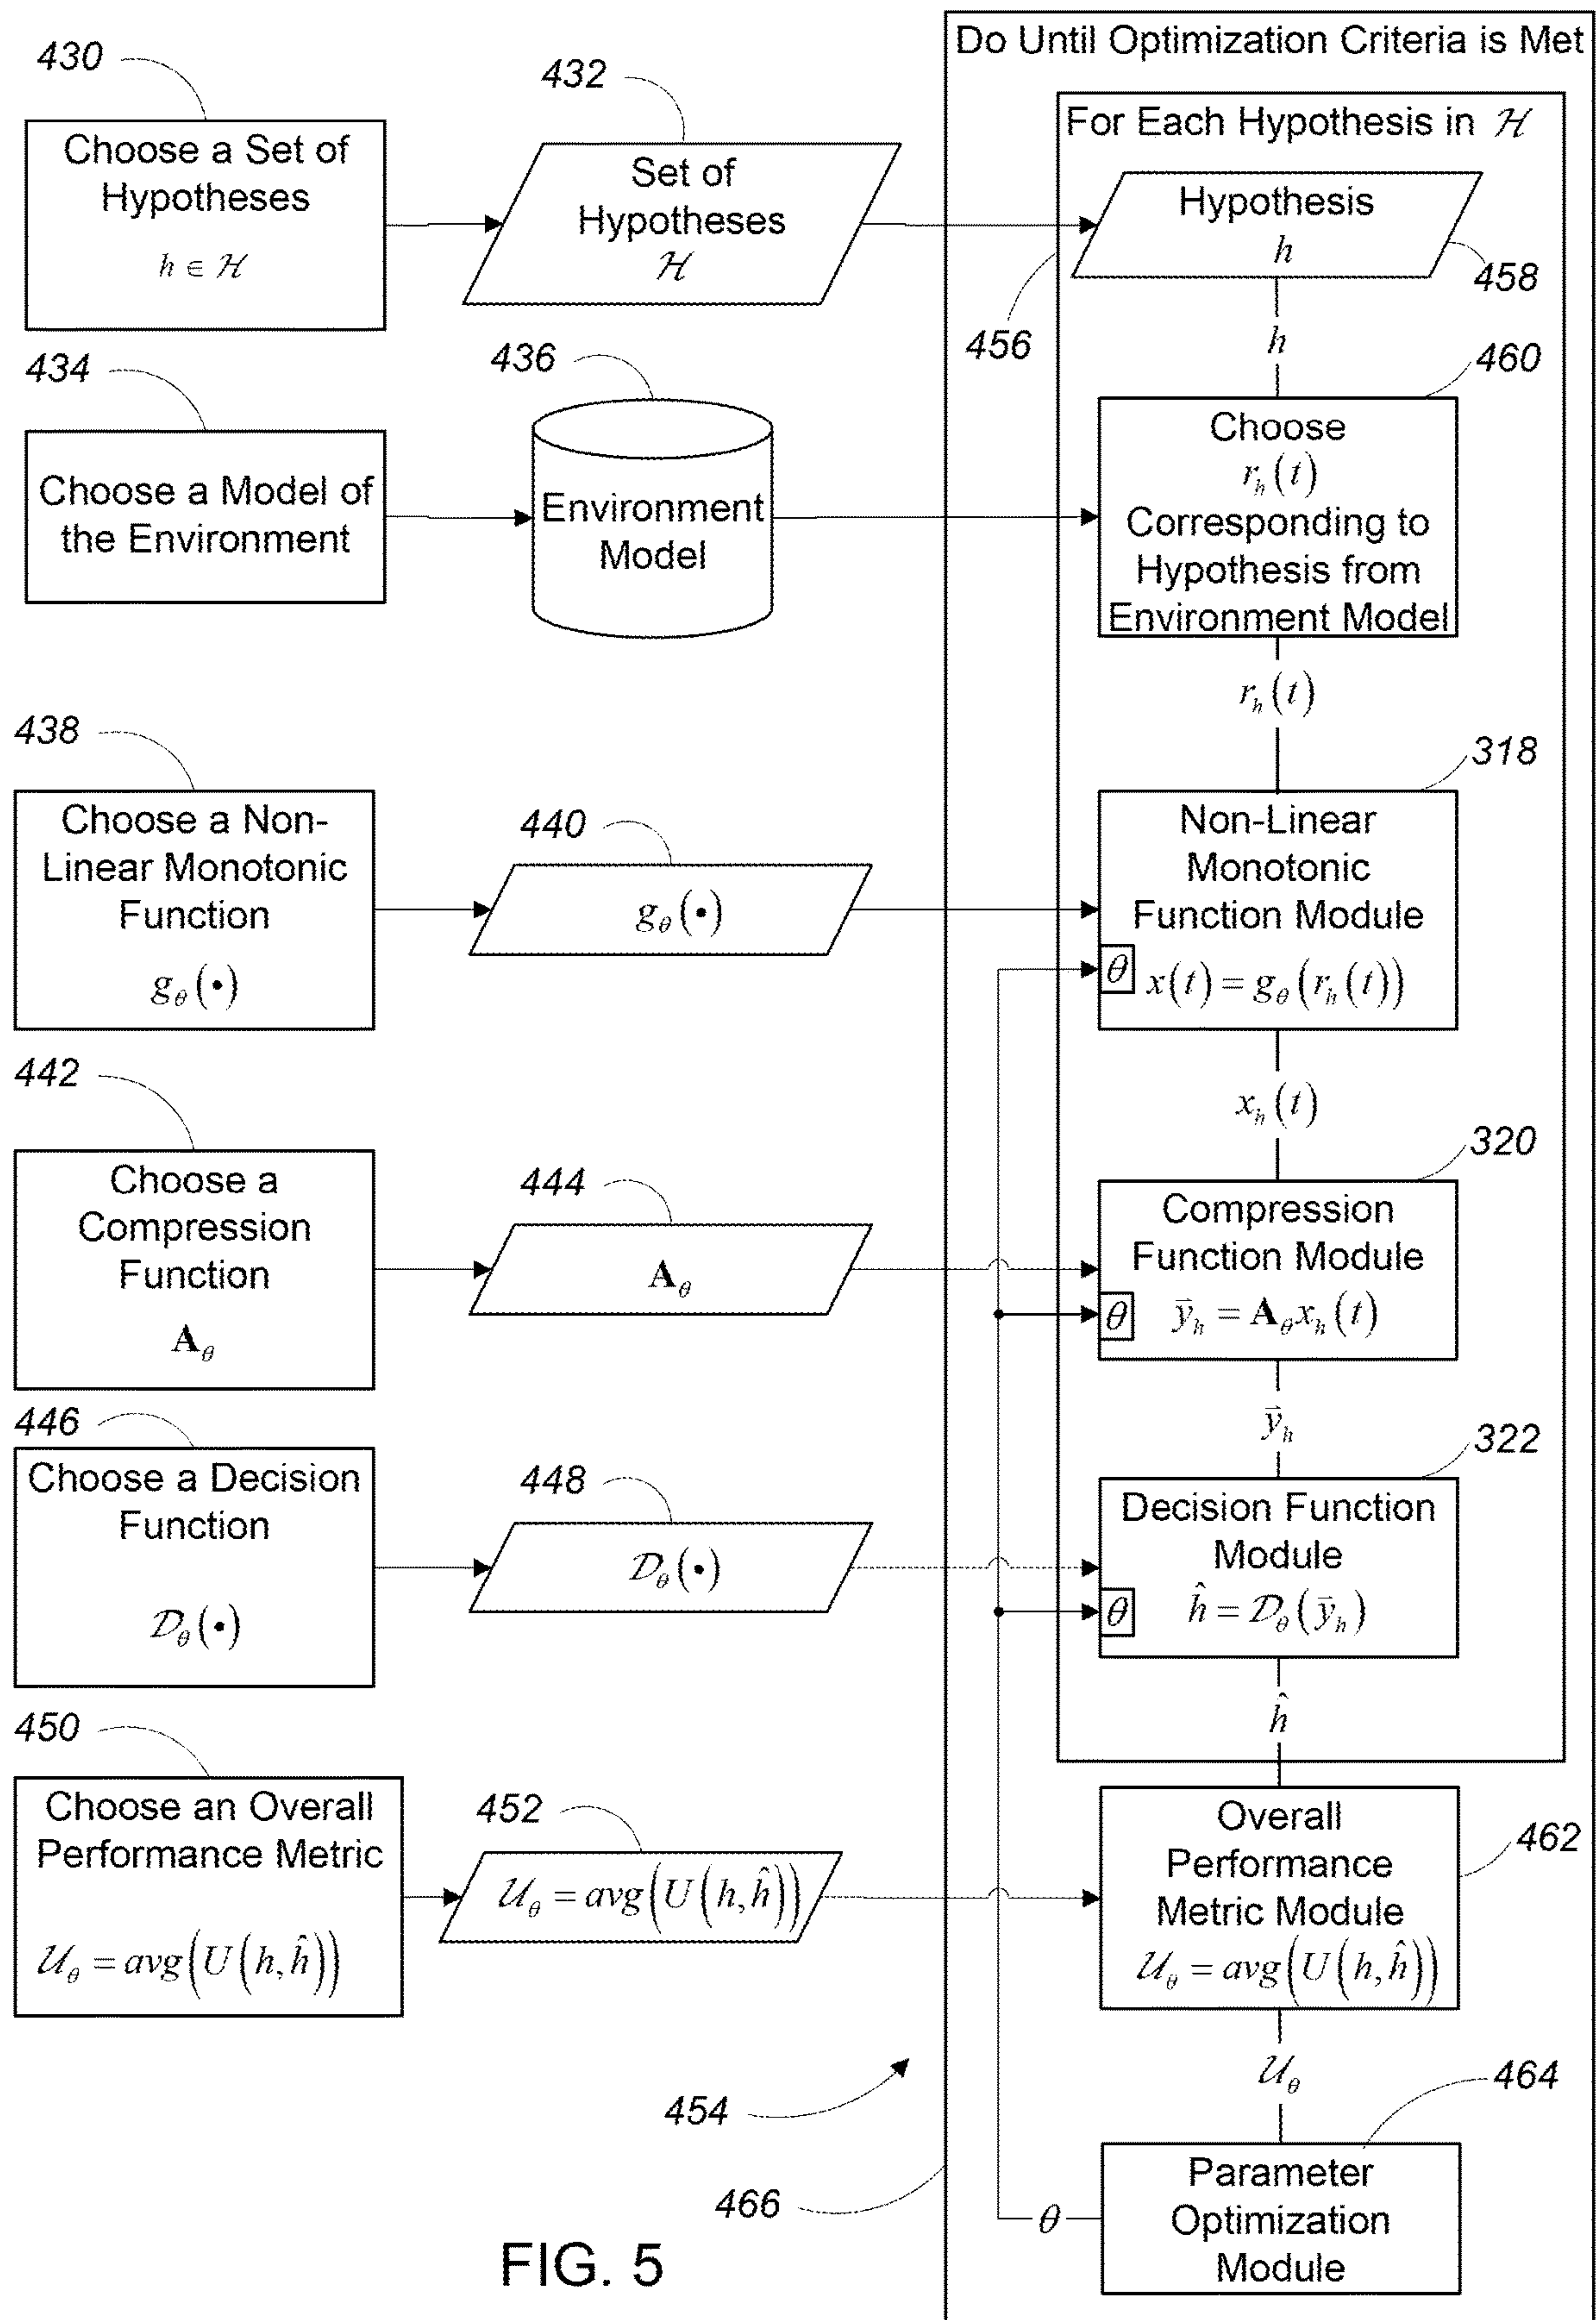 Do Until Optimization Criteria is Met
430
432
For Each Hypothesis in ℋ
Choose a Set of
Hypotheses
h ∈ ℋ
Set of
Hypotheses
ℋ
Hypothesis
h
458
456
h
434
436
460
Choose a Model of
the Environment
Environment
Model
Choose
r_h(t)
Corresponding to
Hypothesis from
Environment Model
r_h(t)
438
440
318
Choose a Non-
Linear Monotonic
Function
g_θ(•)
g_θ(•)
Non-Linear
Monotonic
Function Module
θ x(t) = g_θ(r_h(t))
x_h(t)
442
444
320
Choose a
Compression
Function
A_θ
A_θ
Compression
Function Module
θ y⃗_h = A_θ x_h(t)
y⃗_h
446
448
322
Choose a Decision
Function
𝒟_θ(•)
𝒟_θ(•)
Decision Function
Module
θ ĥ = 𝒟_θ(y⃗_h)
ĥ
450
452
462
Choose an Overall
Performance Metric
𝒰_θ = avg(U(h,ĥ))
𝒰_θ = avg(U(h,ĥ))
Overall
Performance
Metric Module
𝒰_θ = avg(U(h,ĥ))
𝒰_θ
454
464
466
θ
Parameter
Optimization
Module
FIG. 5